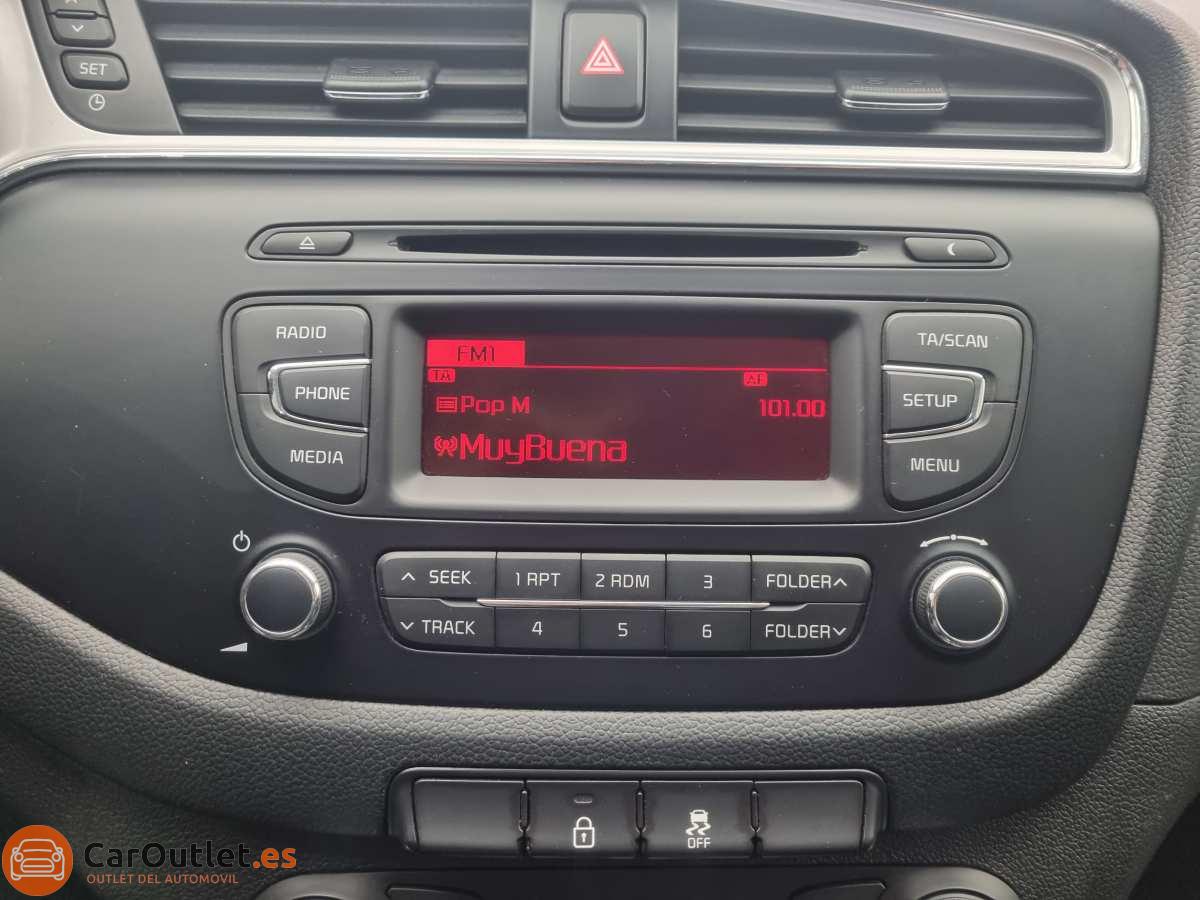 SET
RADIO
PHONE
MEDIA
FM1
TA
AF
Pop M
101.00
MuyBuena
TA/SCAN
SETUP
MENU
SEEK
1 RPT
2 RDM
3
FOLDER
TRACK
4
5
6
FOLDER
OFF
CarOutlet.es
OUTLET DEL AUTOMOVIL